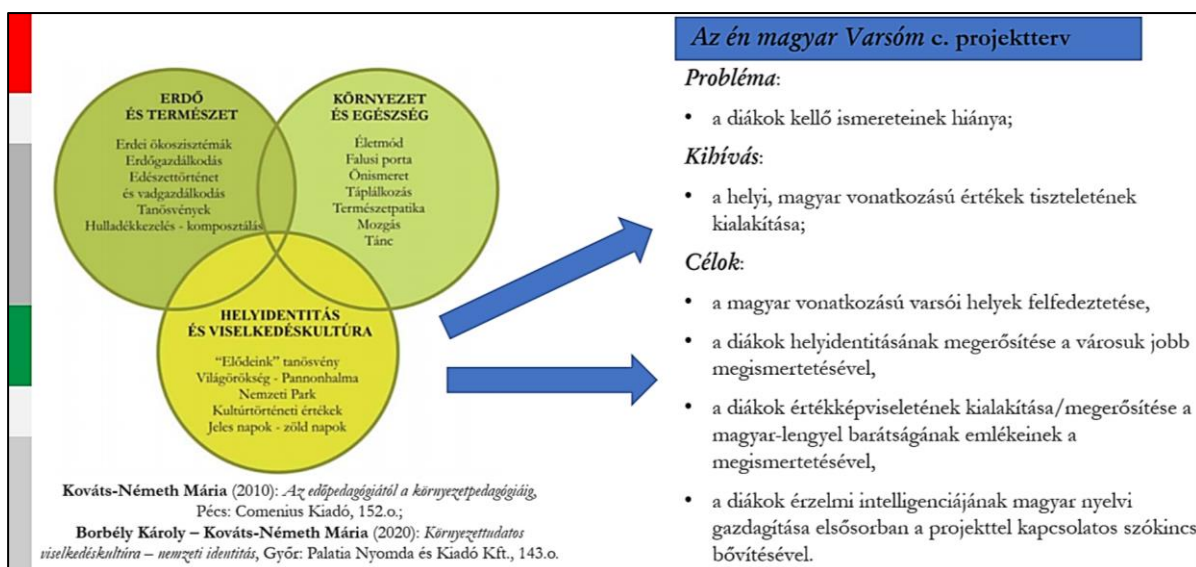 ERDŐ
ÉS TERMÉSZET
Erdei ökoszisztémák
Erdőgazdálkodás
Edészettörténet
és vadgazdálkodás
Tanösvények
Hulladékkezelés - komposztálás
KÖRNYEZET
ÉS EGÉSZSÉG
Életmód
Falusi porta
Önismeret
Táplálkozás
Természetpatika
Mozgás
Tánc
HELYIDENTITÁS
ÉS VISELKEDÉSKULTÚRA
"Elődeink" tanösvény
Világörökség - Pannonhalma
Nemzeti Park
Kultúrtörténeti értékek
Jeles napok - zöld napok
Kováts-Németh Mária (2010): Az edőpedagógiától a környezetpedagógiáig,
Pécs: Comenius Kiadó, 152.o.;
Borbély Károly – Kováts-Németh Mária (2020): Környezettudatos
viselkedéskultúra – nemzeti identitás, Győr: Palatia Nyomda és Kiadó Kft., 143.o.
Az én magyar Varsóm c. projektterv
Probléma:
• a diákok kellő ismereteinek hiánya;
Kihívás:
• a helyi, magyar vonatkozású értékek tiszteletének
kialakítása;
Célok:
• a magyar vonatkozású varsói helyek felfedeztetése,
• a diákok helyidentitásának megerősítése a városuk jobb
megismertetésével,
• a diákok értékképviseletének kialakítása/megerősítése a
magyar-lengyel barátságának emlékeinek a
megismertetésével,
• a diákok érzelmi intelligenciájának magyar nyelvi
gazdagítása elsősorban a projekttel kapcsolatos szókincs
bővítésével.